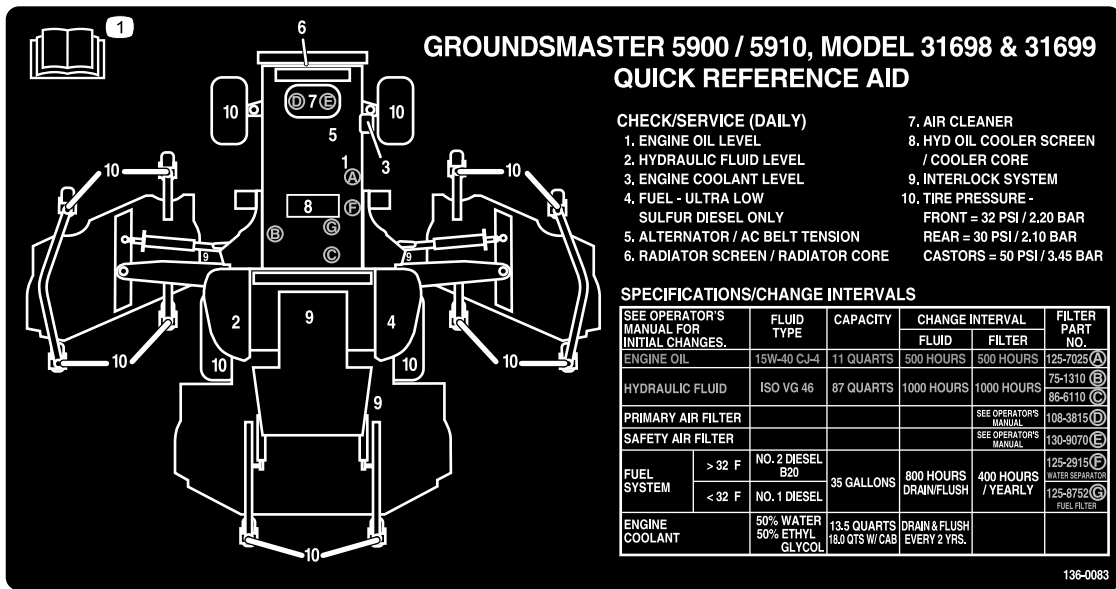 1
GROUNDSMASTER 5900 / 5910, MODEL 31698 & 31699
QUICK REFERENCE AID
6
10
D 7 E
10
5
3
1
A
10
10
8
F
G
B
C
9
9
2
9
4
10
10
10
10
9
10
CHECK/SERVICE (DAILY)
1. ENGINE OIL LEVEL
2. HYDRAULIC FLUID LEVEL
3. ENGINE COOLANT LEVEL
4. FUEL - ULTRA LOW
SULFUR DIESEL ONLY
5. ALTERNATOR / AC BELT TENSION
6. RADIATOR SCREEN / RADIATOR CORE
7. AIR CLEANER
8. HYD OIL COOLER SCREEN
/ COOLER CORE
9. INTERLOCK SYSTEM
10. TIRE PRESSURE -
FRONT = 32 PSI / 2.20 BAR
REAR = 30 PSI / 2.10 BAR
CASTORS = 50 PSI / 3.45 BAR
SPECIFICATIONS/CHANGE INTERVALS
SEE OPERATOR'S
MANUAL FOR
INITIAL CHANGES.
FLUID
TYPE
CAPACITY
CHANGE INTERVAL
FLUID
FILTER
FILTER
PART
NO.
ENGINE OIL 15W-40 CJ-4 11 QUARTS 500 HOURS 500 HOURS 125-7025 A
HYDRAULIC FLUID ISO VG 46 87 QUARTS 1000 HOURS 1000 HOURS 75-1310 B
86-6110 C
PRIMARY AIR FILTER SEE OPERATOR'S
MANUAL 108-3815 D
SAFETY AIR FILTER SEE OPERATOR'S
MANUAL 130-9070 E
FUEL
SYSTEM
> 32 F
NO. 2 DIESEL
B20
< 32 F
NO. 1 DIESEL
35 GALLONS
800 HOURS
DRAIN/FLUSH
400 HOURS
/ YEARLY
125-2915 F
WATER SEPARATOR
125-8752 G
FUEL FILTER
ENGINE
COOLANT
50% WATER
50% ETHYL
GLYCOL
13.5 QUARTS
18.0 QTS W/ CAB
DRAIN & FLUSH
EVERY 2 YRS.
136-0083